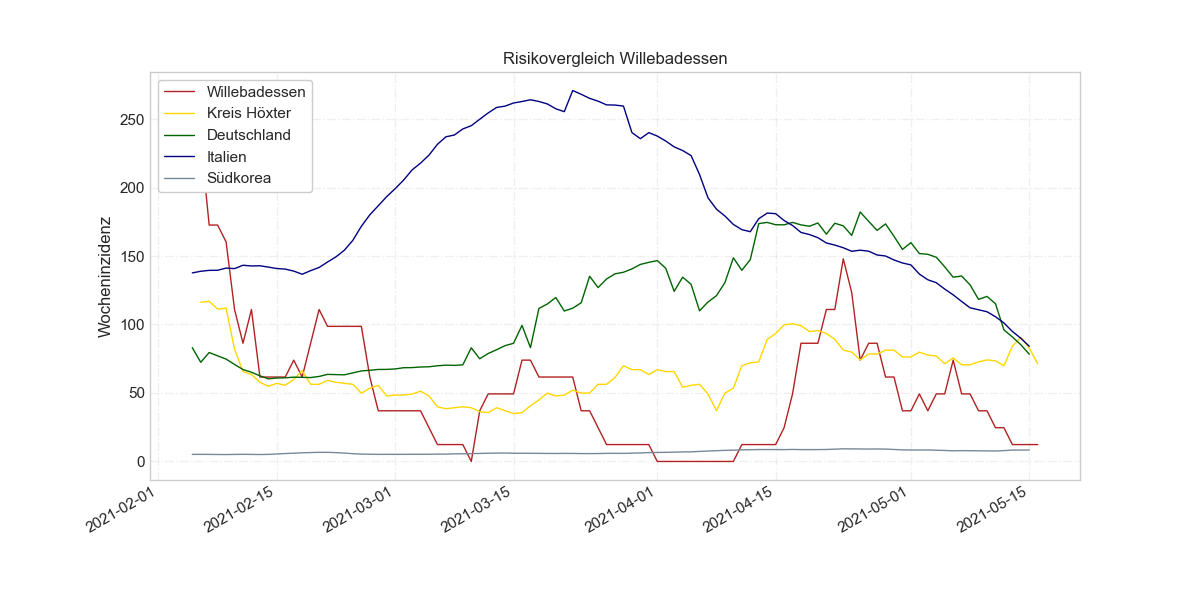 Risikovergleich Willebadessen
Willebadessen
Kreis Höxter
Deutschland
Italien
Südkorea
Wocheninzidenz
250
200
150
100
50
0
2021-02-01
2021-02-15
2021-03-01
2021-03-15
2021-04-01
2021-04-15
2021-05-01
2021-05-15